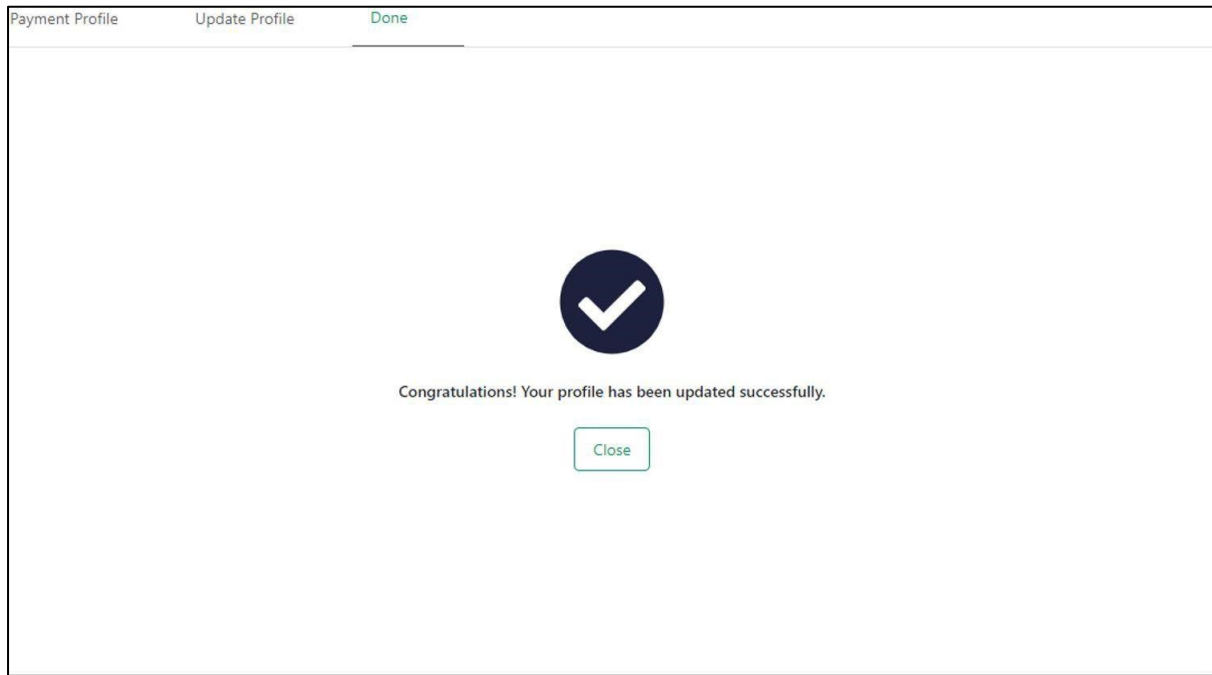 Payment Profile Update Profile Done
Congratulations! Your profile has been updated successfully.
Close